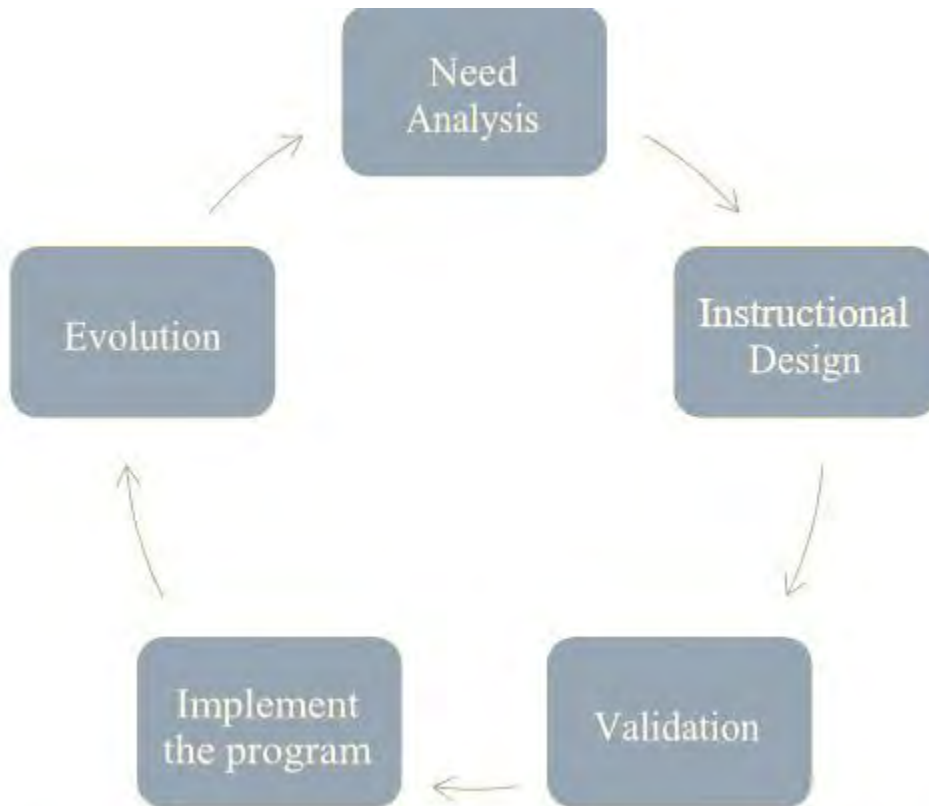 Need
Analysis
Instructional
Design
Validation
Implement
the program
Evolution